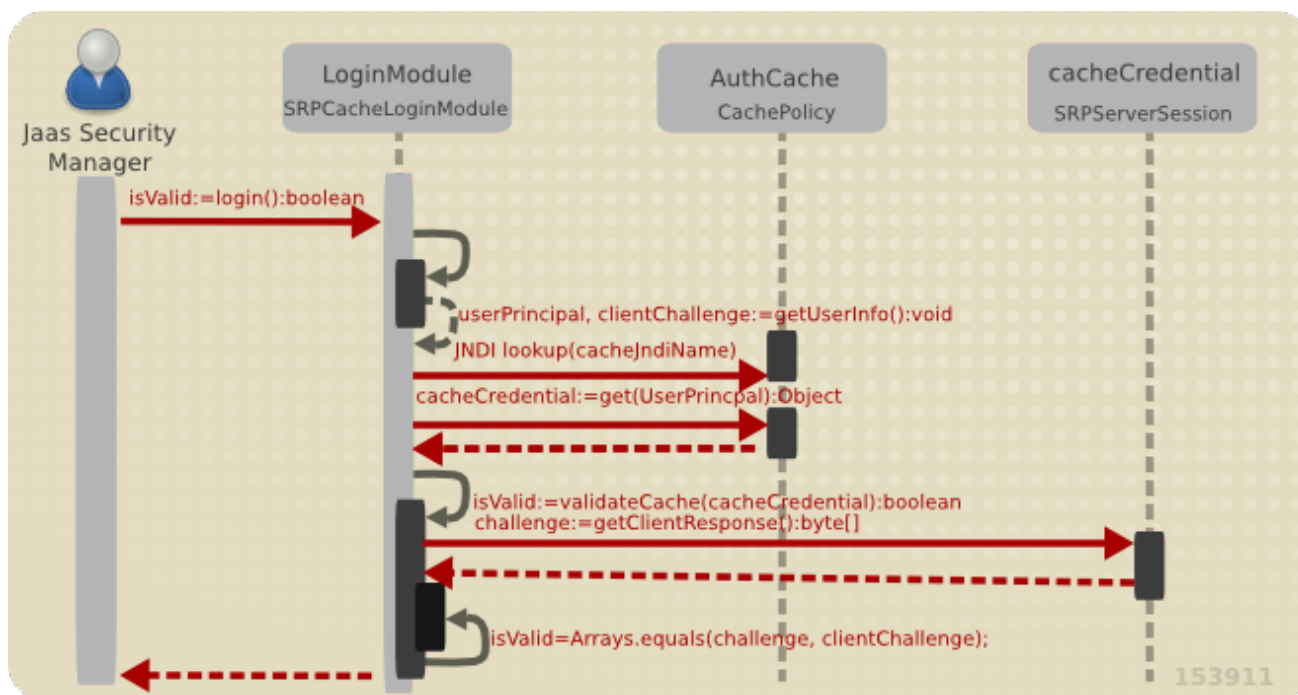 LoginModule
SRPCacheLoginModule
AuthCache
CachePolicy
cacheCredential
SRPServerSession
Jaas Security
Manager
isValid:=login():boolean
userPrincipal, clientChallenge:=getUserInfo():void
JNDI lookup(cacheJndiName)
cacheCredential:=get(UserPrincpal):Object
isValid:=validateCache(cacheCredential):boolean
challenge:=getClientResponse():byte[]
isValid=Arrays.equals(challenge, clientChallenge);
153911